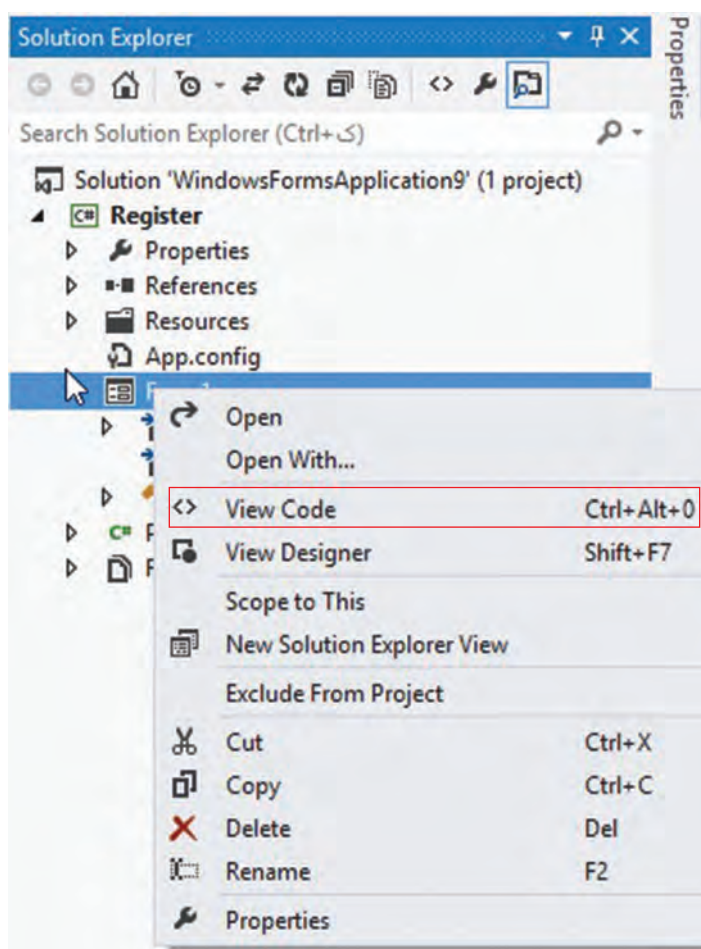 Solution Explorer
Properties
Search Solution Explorer (Ctrl+ک)
Solution 'WindowsFormsApplication9' (1 project)
C# Register
Properties
References
Resources
App.config
Open
Open With...
View Code Ctrl+Alt+0
View Designer Shift+F7
C#
Scope to This
New Solution Explorer View
Exclude From Project
Cut Ctrl+X
Copy Ctrl+C
Delete Del
Rename F2
Properties